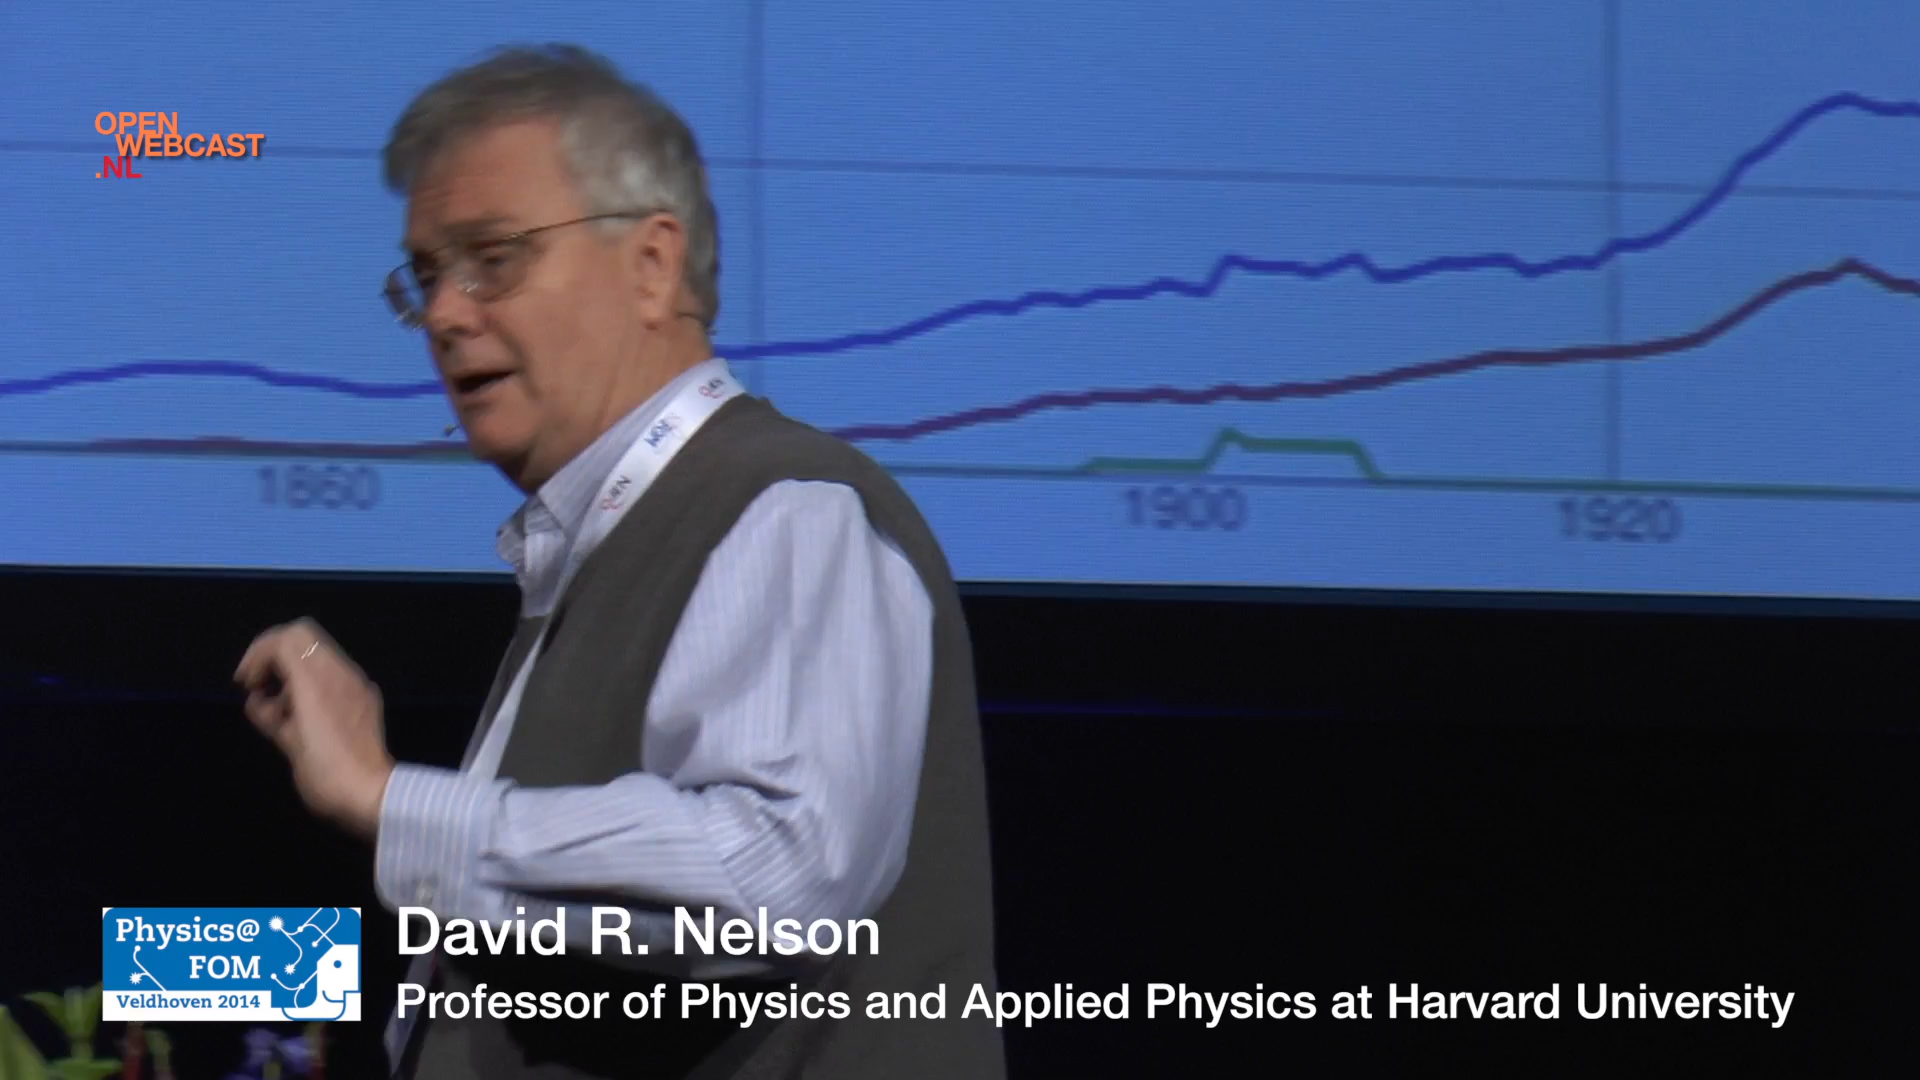 OPEN
WEBCAST
.NL
1860
1900
1920
Physics@
FOM
Veldhoven 2014
David R. Nelson
Professor of Physics and Applied Physics at Harvard University